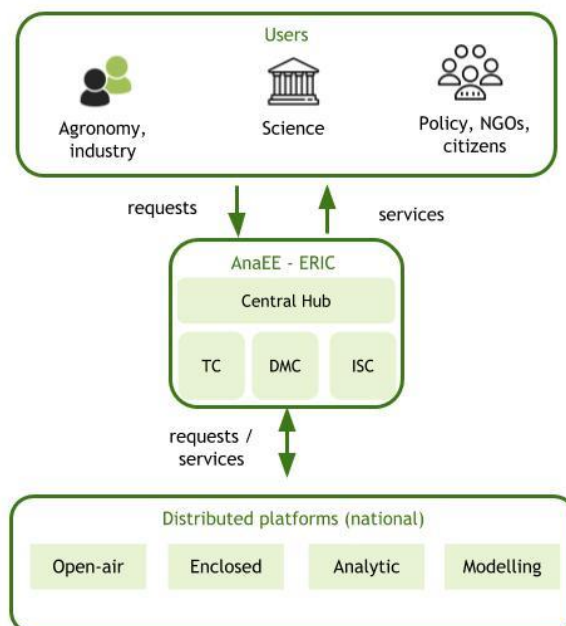 Users
Agronomy,
industry
Science
Policy, NGOs,
citizens
requests
services
AnaEE - ERIC
Central Hub
TC
DMC
ISC
requests /
services
Distributed platforms (national)
Open-air
Enclosed
Analytic
Modelling